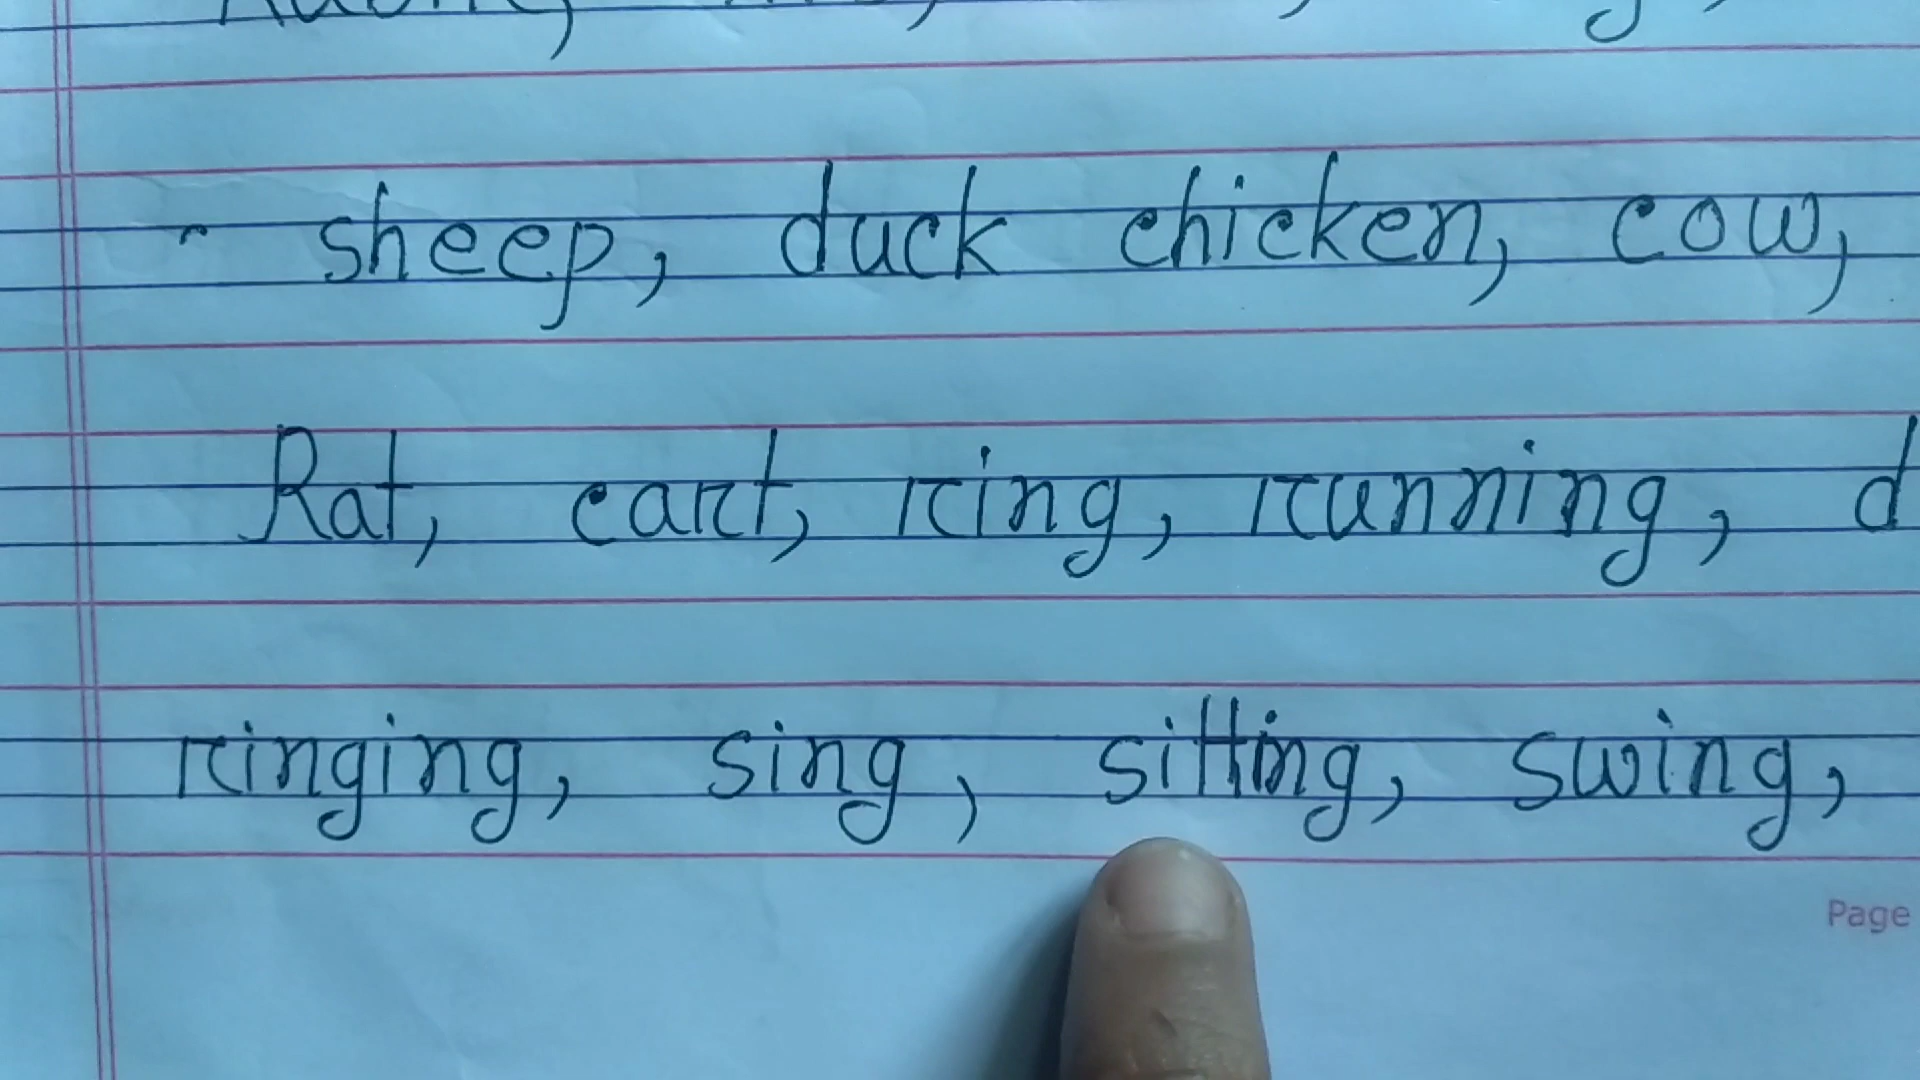 sheep, duck chicken, cow,
Rat, cart, ring, running, d
ringing, sing, sitting, swing,
Page